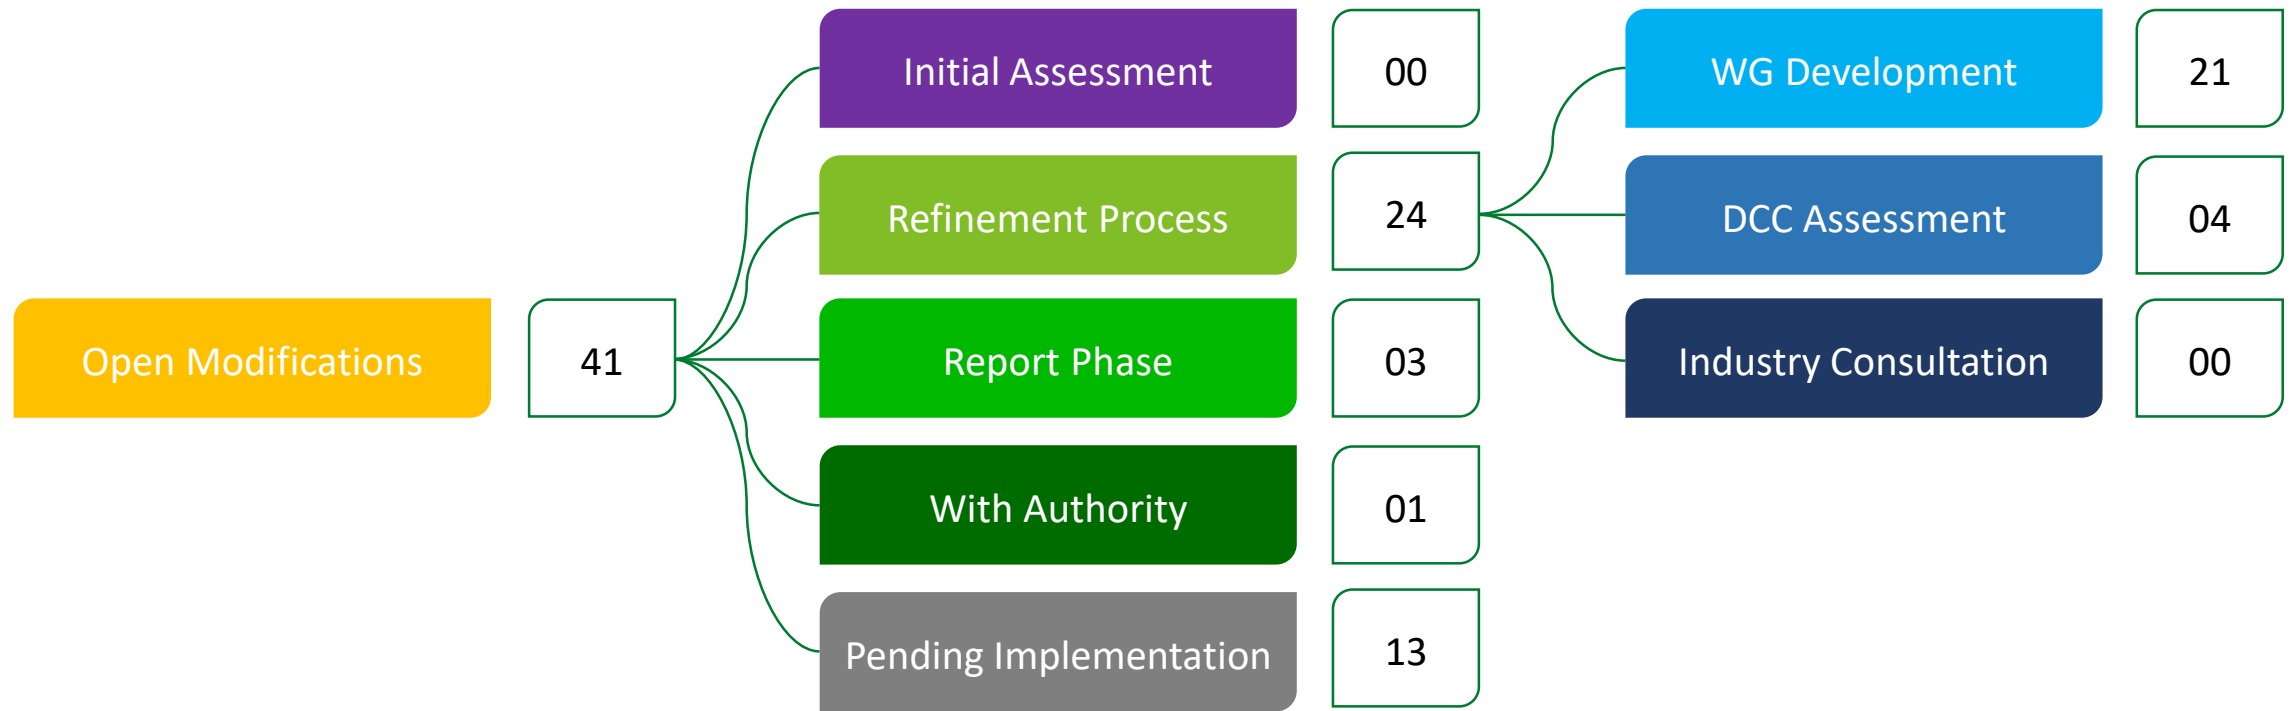 Open Modifications
41
Initial Assessment
00
Refinement Process
24
Report Phase
03
With Authority
01
Pending Implementation
13
WG Development
21
DCC Assessment
04
Industry Consultation
00